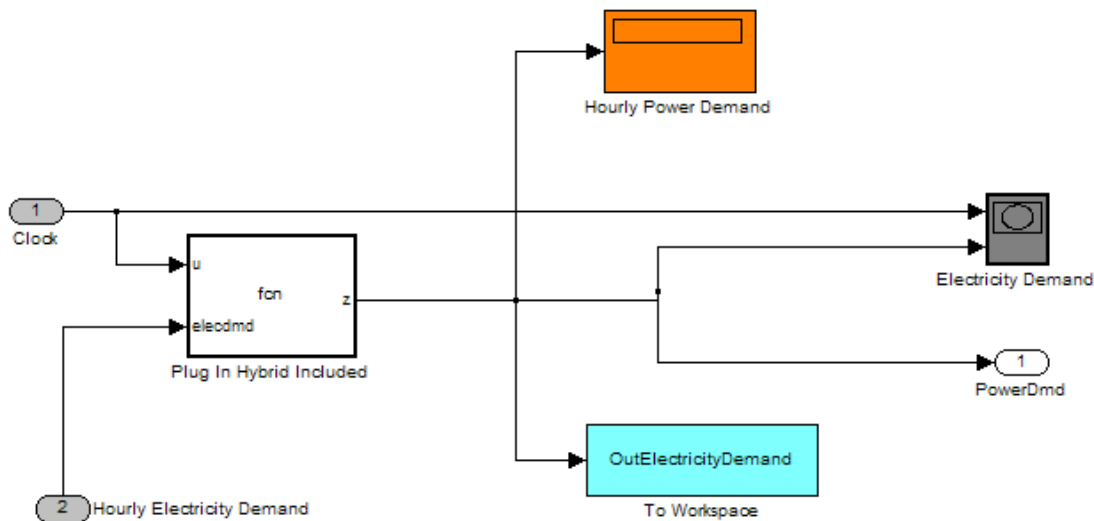 Hourly Power Demand
1
Clock
u
fcn
z
elecdmd
Plug In Hybrid Included
Electricity Demand
1
PowerDmd
OutElectricityDemand
To Workspace
2
Hourly Electricity Demand